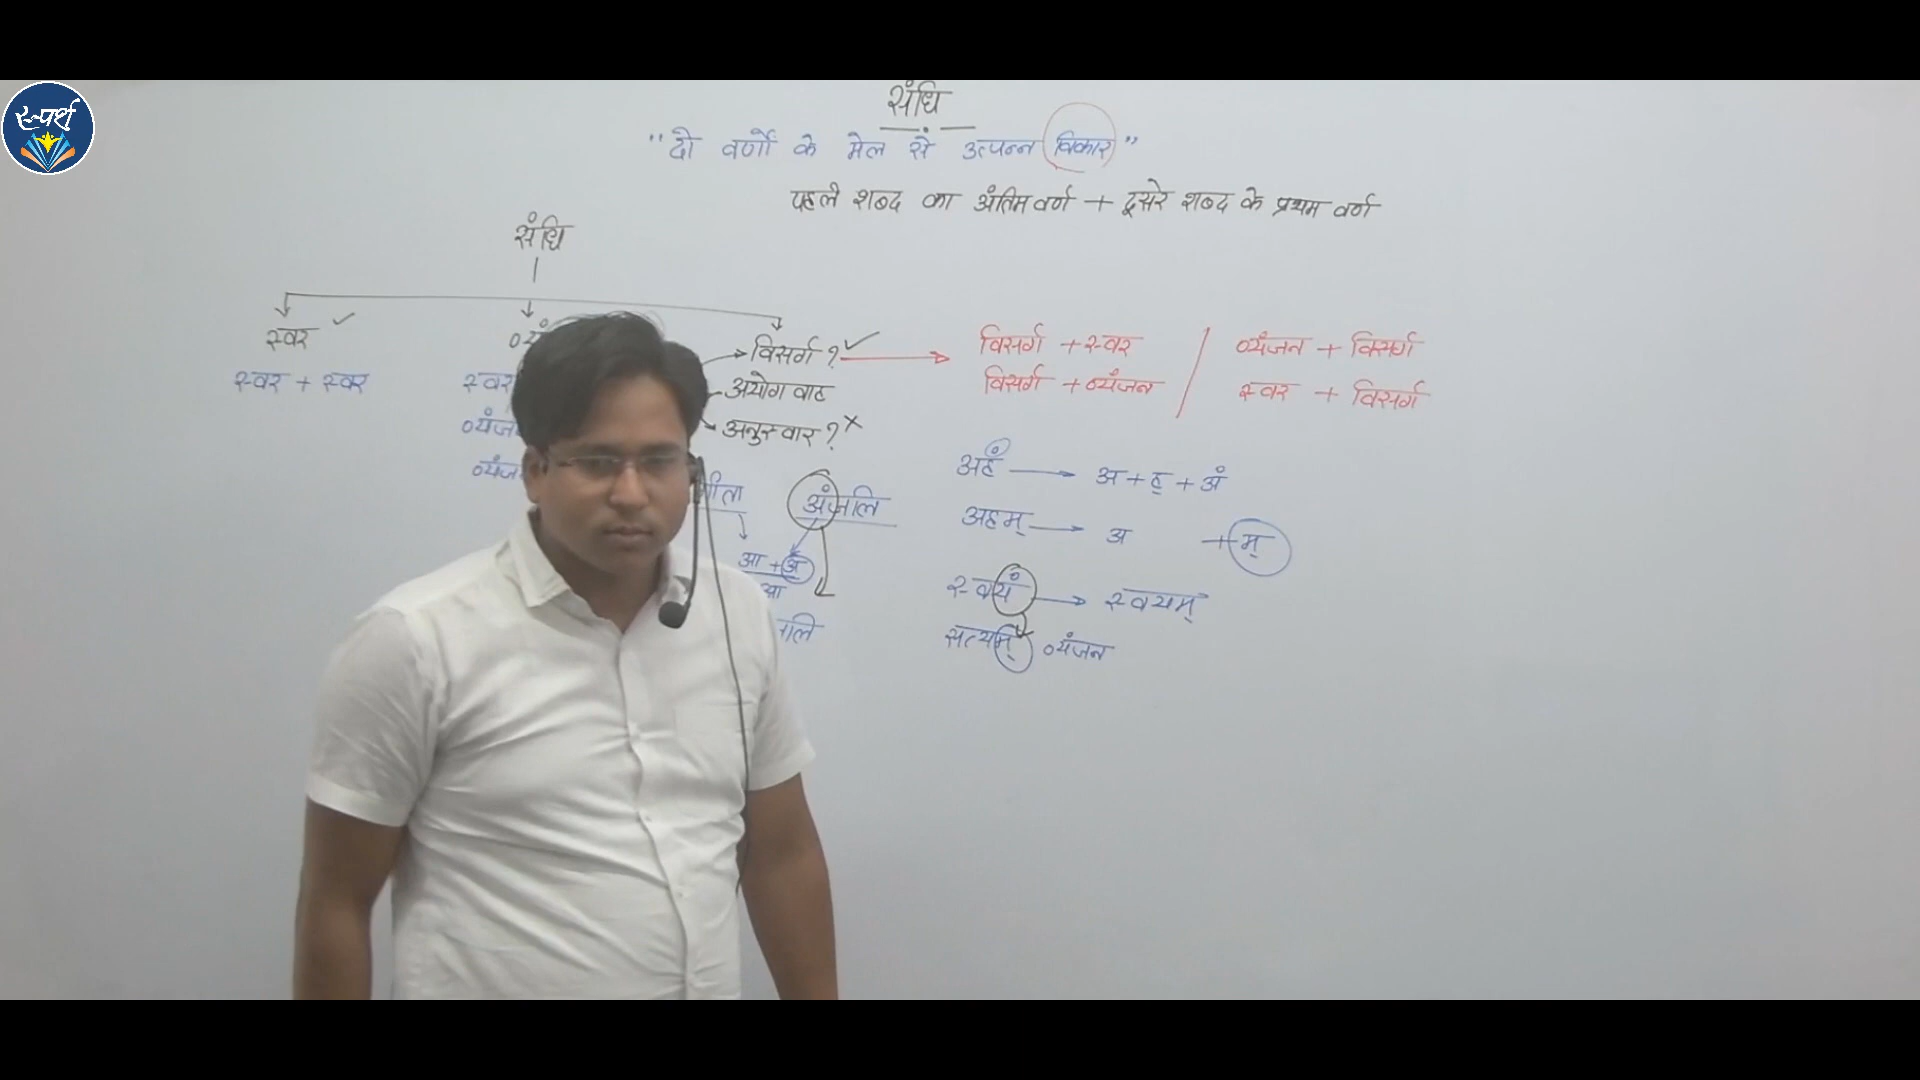 स्पर्श
संधि
"दो वर्णों के मेल से उत्पन्न विकार"
पहले शब्द का अंतिम वर्ण + दूसरे शब्द के प्रथम वर्ण
संधि
स्वर ✓
स्वर + स्वर
स्वर
विसर्ग ? ✓
अयोगवाह
अनुस्वार ? ×
विसर्ग + स्वर / व्यंजन + विसर्ग
विसर्ग + व्यंजन / स्वर + विसर्ग
अंजलि
आ + अ
आ
अहं → अ + ह् + अं
अहम् → अ + म्
स्वयं → स्वयम्
सत्यम् व्यंजन